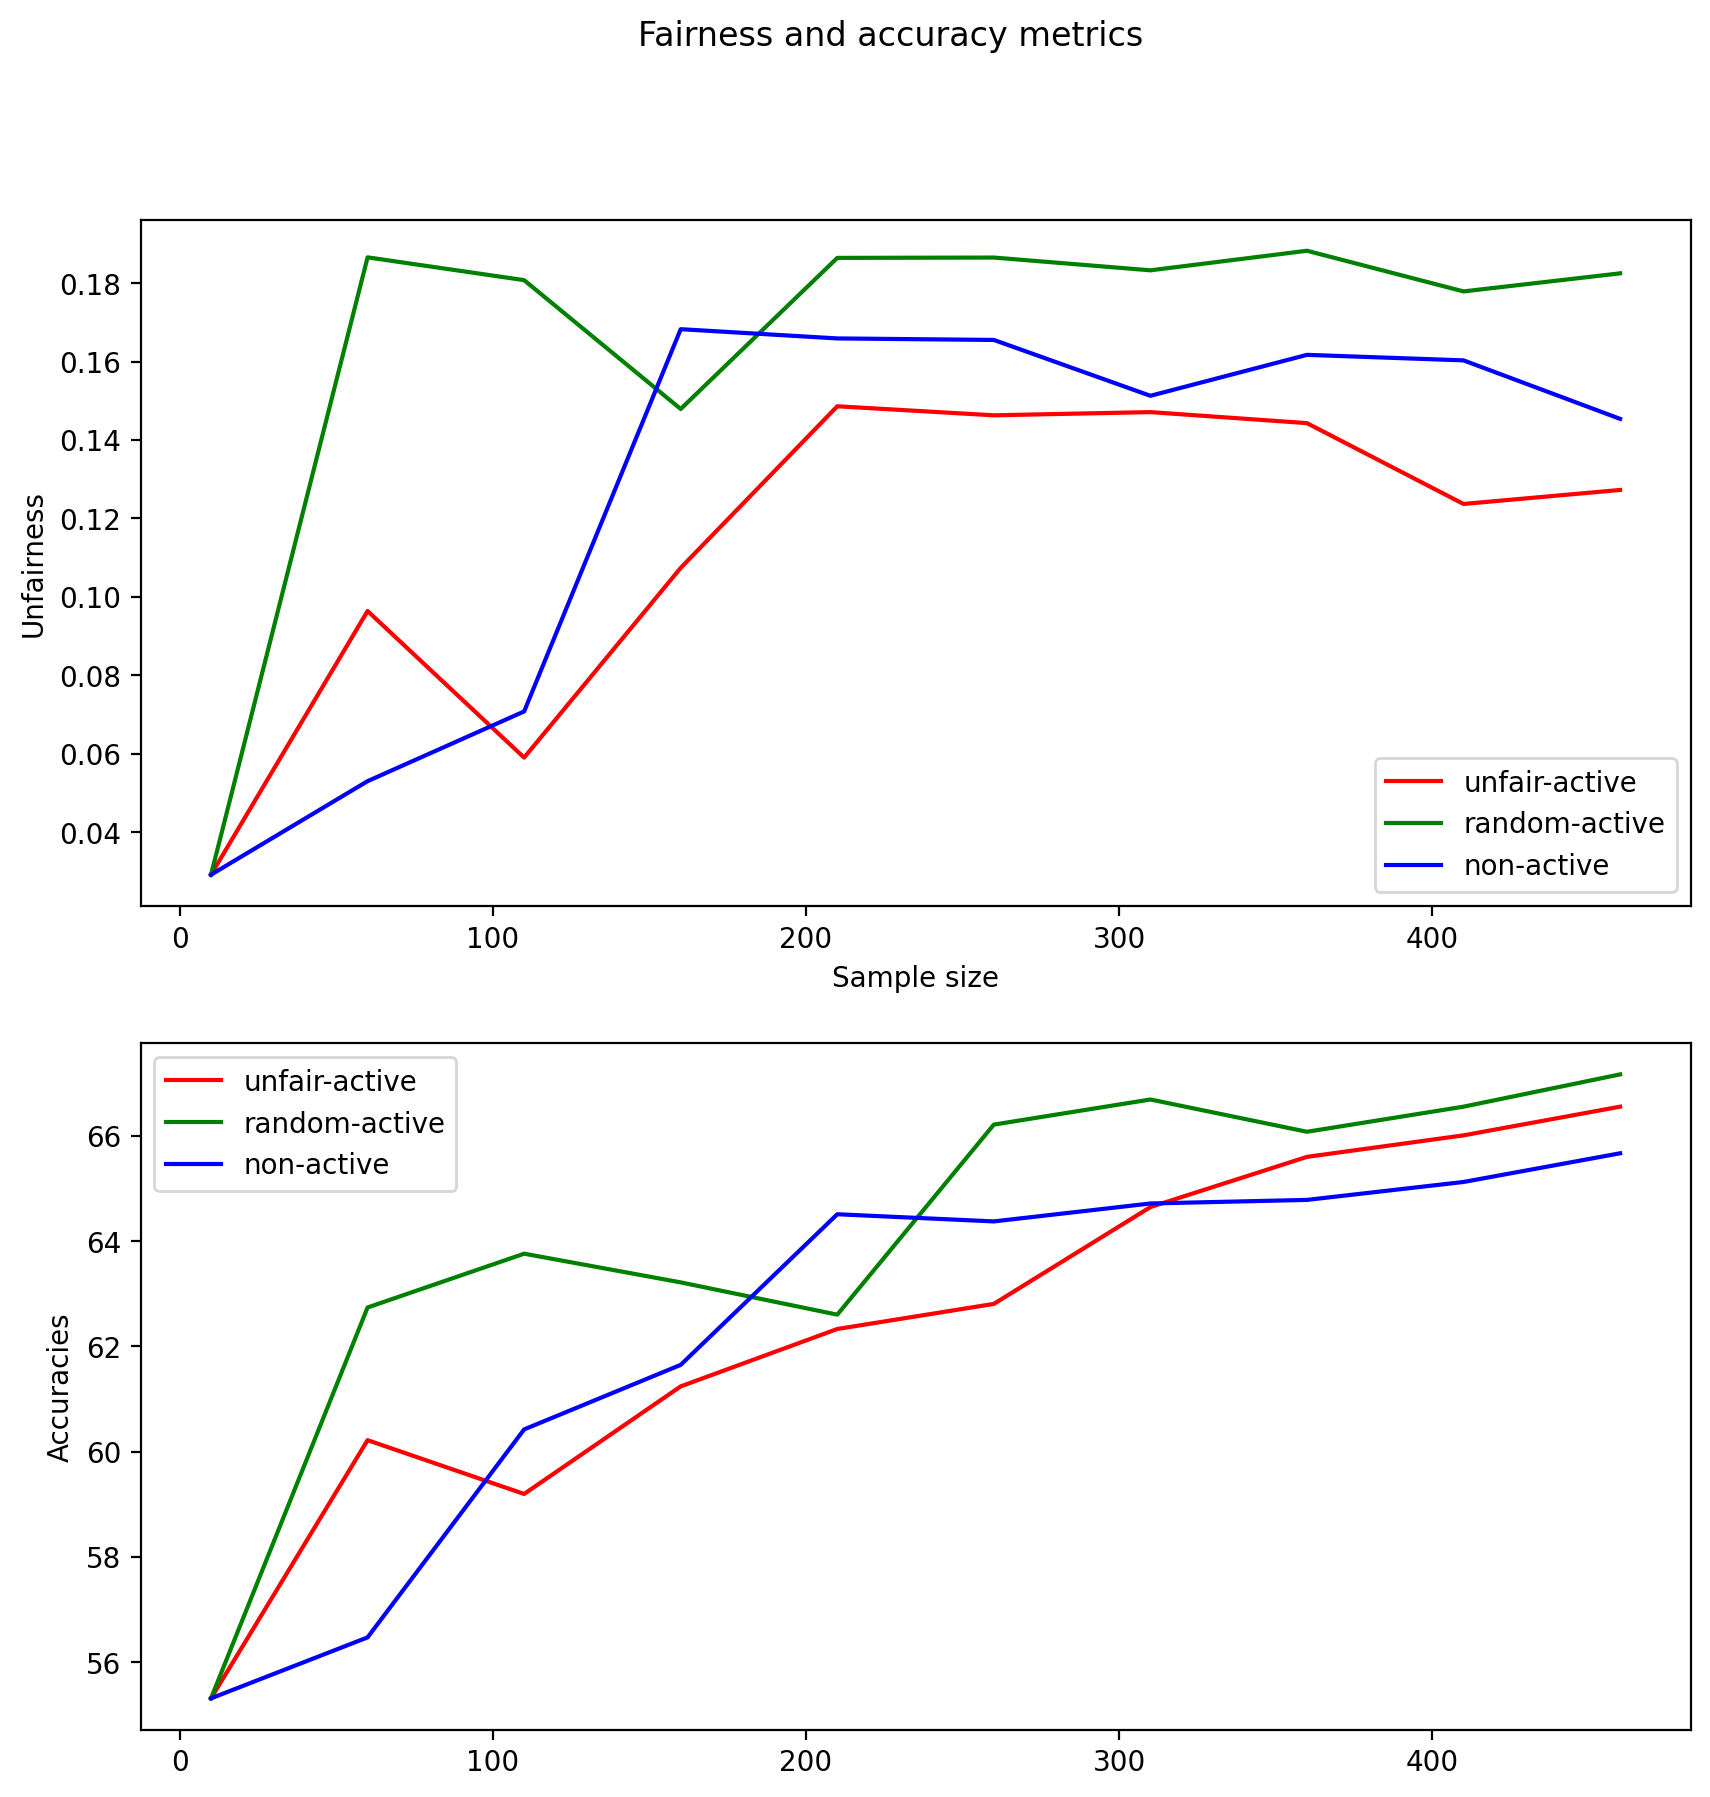 Fairness and accuracy metrics
Unfairness
0.18
0.16
0.14
0.12
0.10
0.08
0.06
0.04
unfair-active
random-active
non-active
0 100 200 300 400
Sample size
Accuracies
unfair-active
random-active
non-active
66
64
62
60
58
56
0 100 200 300 400